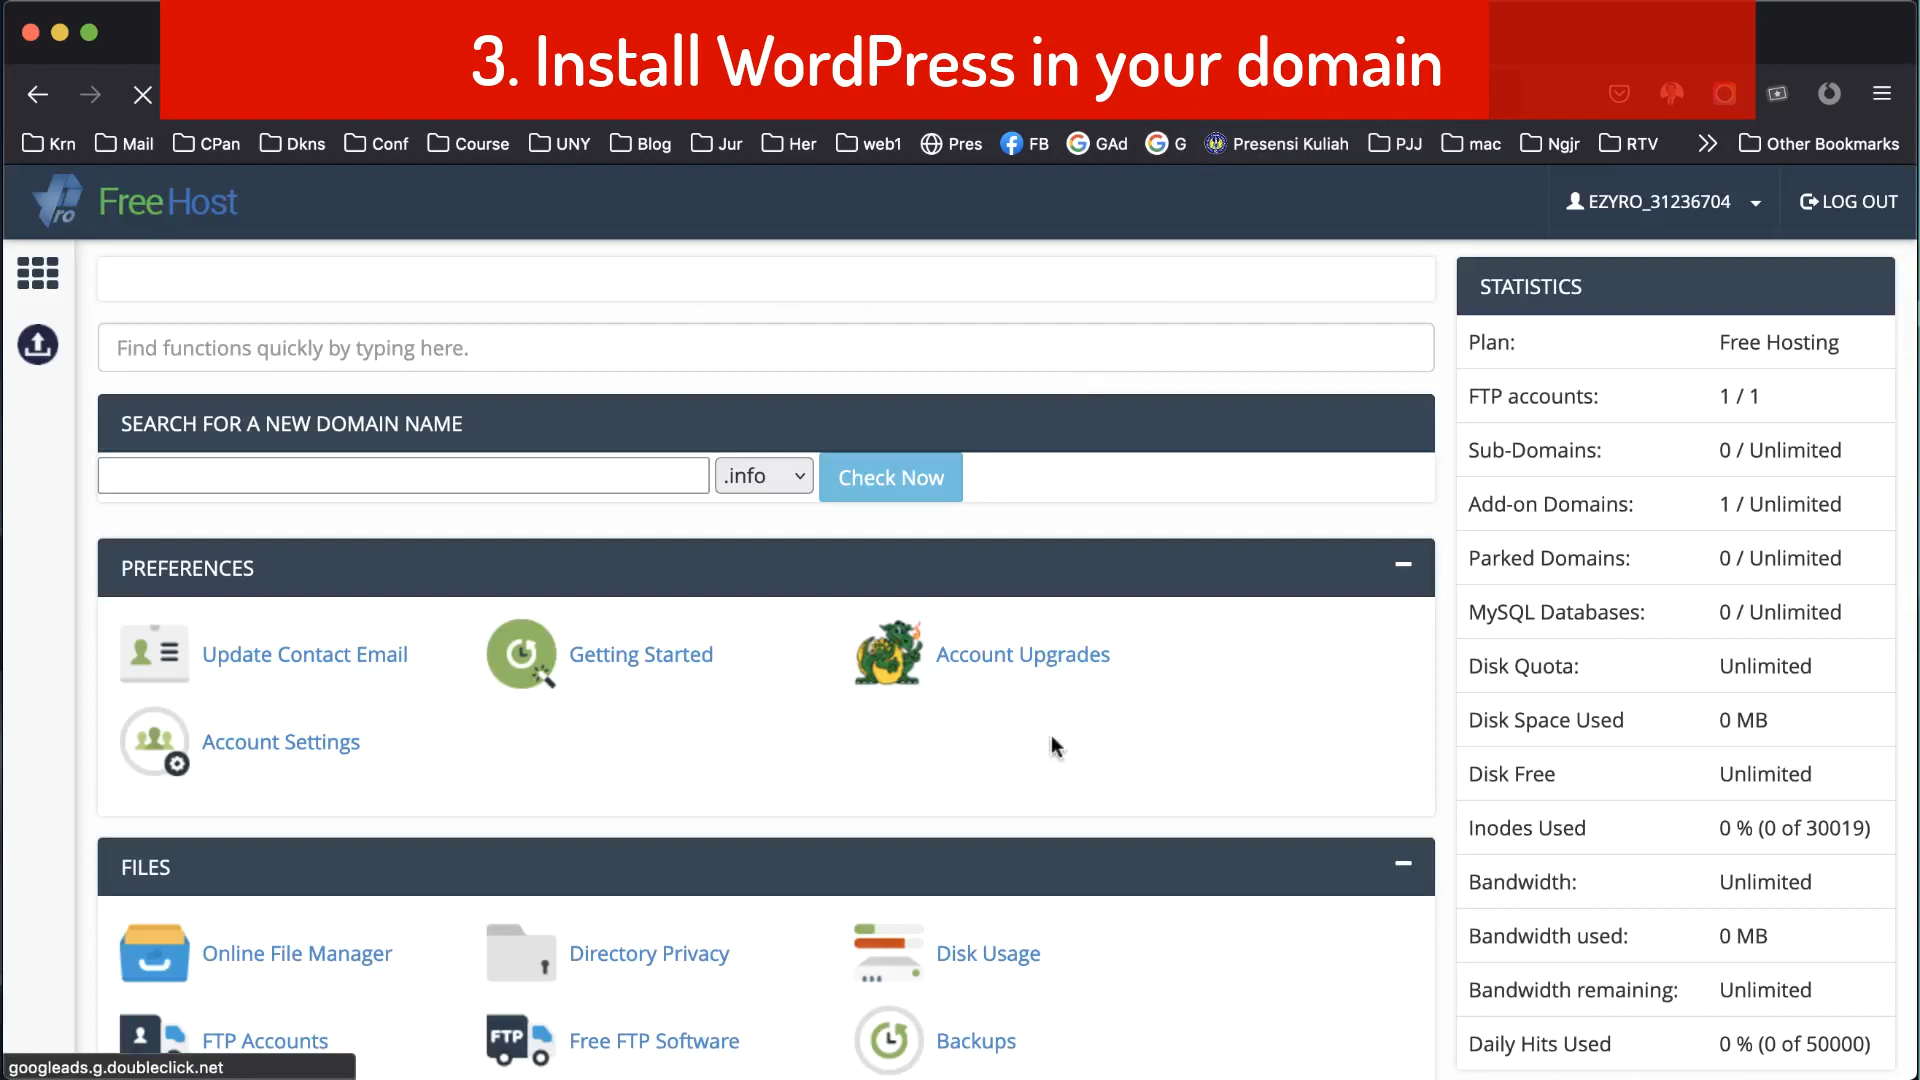 3. Install WordPress in your domain
Krn Mail CPan Dkns Conf Course UNY Blog Jur Her web1 Pres FB GAd G Presensi Kuliah PJJ mac Ngjr RTV Other Bookmarks
ro FreeHost
EZYRO_31236704 LOG OUT
Find functions quickly by typing here.
SEARCH FOR A NEW DOMAIN NAME
.info Check Now
PREFERENCES
Update Contact Email Getting Started Account Upgrades
Account Settings
FILES
Online File Manager Directory Privacy Disk Usage
FTP Accounts FTP Free FTP Software Backups
STATISTICS
Plan: Free Hosting
FTP accounts: 1 / 1
Sub-Domains: 0 / Unlimited
Add-on Domains: 1 / Unlimited
Parked Domains: 0 / Unlimited
MySQL Databases: 0 / Unlimited
Disk Quota: Unlimited
Disk Space Used 0 MB
Disk Free Unlimited
Inodes Used 0 % (0 of 30019)
Bandwidth: Unlimited
Bandwidth used: 0 MB
Bandwidth remaining: Unlimited
Daily Hits Used 0 % (0 of 50000)
googleads.g.doubleclick.net